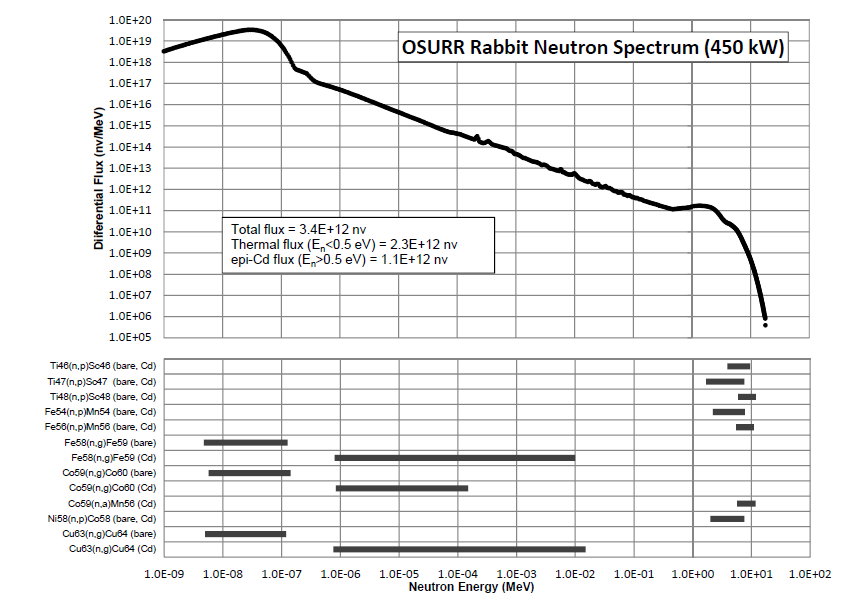 OSURR Rabbit Neutron Spectrum (450 kW)
1.0E+20
1.0E+19
1.0E+18
1.0E+17
1.0E+16
1.0E+15
1.0E+14
1.0E+13
1.0E+12
1.0E+11
1.0E+10
1.0E+09
1.0E+08
1.0E+07
1.0E+06
1.0E+05
Differential Flux (nv/MeV)
Total flux = 3.4E+12 nv
Thermal flux (Eₙ<0.5 eV) = 2.3E+12 nv
epi-Cd flux (Eₙ>0.5 eV) = 1.1E+12 nv
Ti46(n,p)Sc46 (bare, Cd)
Ti47(n,p)Sc47 (bare, Cd)
Ti48(n,p)Sc48 (bare, Cd)
Fe54(n,p)Mn54 (bare, Cd)
Fe56(n,p)Mn56 (bare, Cd)
Fe58(n,g)Fe59 (bare)
Fe58(n,g)Fe59 (Cd)
Co59(n,g)Co60 (bare)
Co59(n,g)Co60 (Cd)
Co59(n,a)Mn56 (Cd)
Ni58(n,p)Co58 (bare, Cd)
Cu63(n,g)Cu64 (bare)
Cu63(n,g)Cu64 (Cd)
1.0E-09 1.0E-08 1.0E-07 1.0E-06 1.0E-05 1.0E-04 1.0E-03 1.0E-02 1.0E-01 1.0E+00 1.0E+01 1.0E+02
Neutron Energy (MeV)